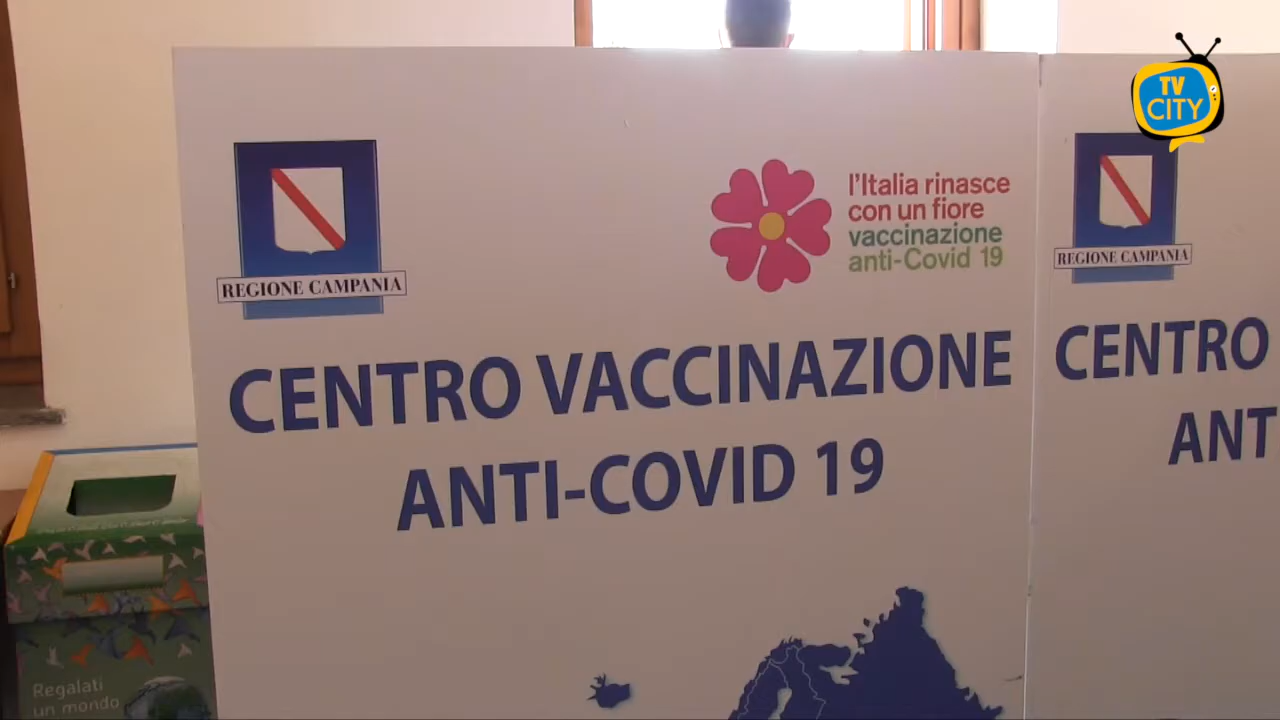 TV
CITY
REGIONE CAMPANIA
l'Italia rinasce
con un fiore
vaccinazione
anti-Covid 19
CENTRO VACCINAZIONE
ANTI-COVID 19
REGIONE CAMPANIA
CENTRO
ANT
Regalati
un mondo